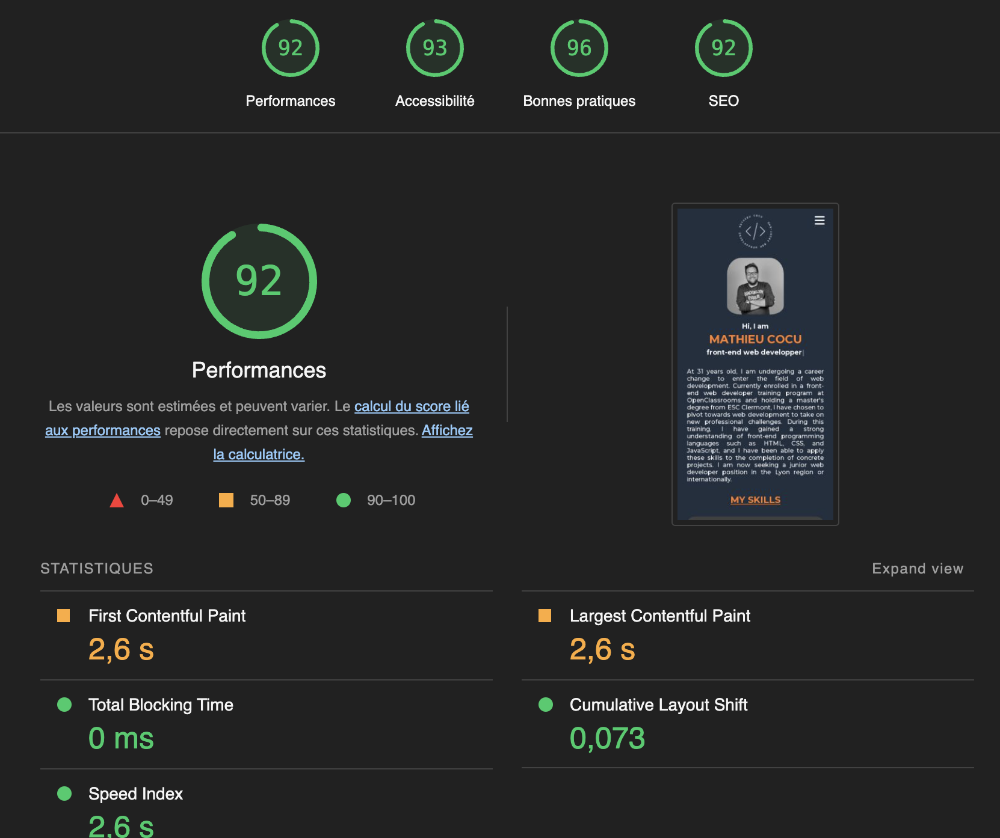 92
93
96
92
Performances
Accessibilité
Bonnes pratiques
SEO
92
Performances
Les valeurs sont estimées et peuvent varier. Le calcul du score lié
aux performances repose directement sur ces statistiques. Affichez
la calculatrice.
0–49
50–89
90–100
</>
BROOKLYN
Hi, I am
MATHIEU COCU
front-end web developper|
At 31 years old, I am undergoing a career
change to enter the field of web
development. Currently enrolled in a front-
end web developer training program at
OpenClassrooms and holding a master's
degree from ESC Clermont, I have chosen to
pivot towards web development to take on
new professional challenges. During this
training, I have gained a strong
understanding of front-end programming
languages such as HTML, CSS, and
JavaScript, and I have been able to apply
these skills to the completion of concrete
projects. I am now seeking a junior web
developer position in the Lyon region or
internationally.
MY SKILLS
STATISTIQUES
Expand view
First Contentful Paint
2,6 s
Largest Contentful Paint
2,6 s
Total Blocking Time
0 ms
Cumulative Layout Shift
0,073
Speed Index
2,6 s